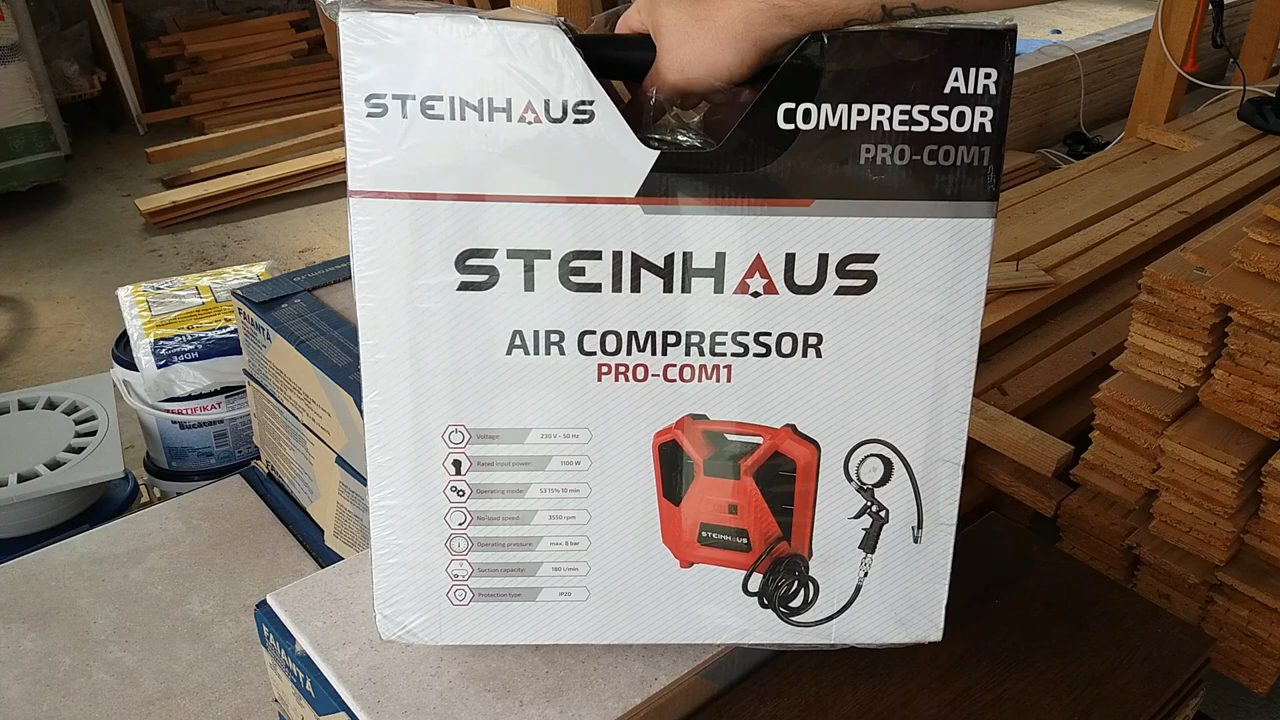 STEINHAUS
AIR
COMPRESSOR
PRO-COM1
STEINHAUS
AIR COMPRESSOR
PRO-COM1
Voltage: 230 V ~ 50 Hz
Rated input power: 1100 W
Operating mode: S3 15% 10 min
No-load speed: 3550 rpm
Operating pressure: max. 8 bar
Suction capacity: 180 l/min
Protection type: IP20
STEINHAUS
FAIANȚĂ
HDPE
ZERTIFIKAT
Bucătării
FAIANȚĂ